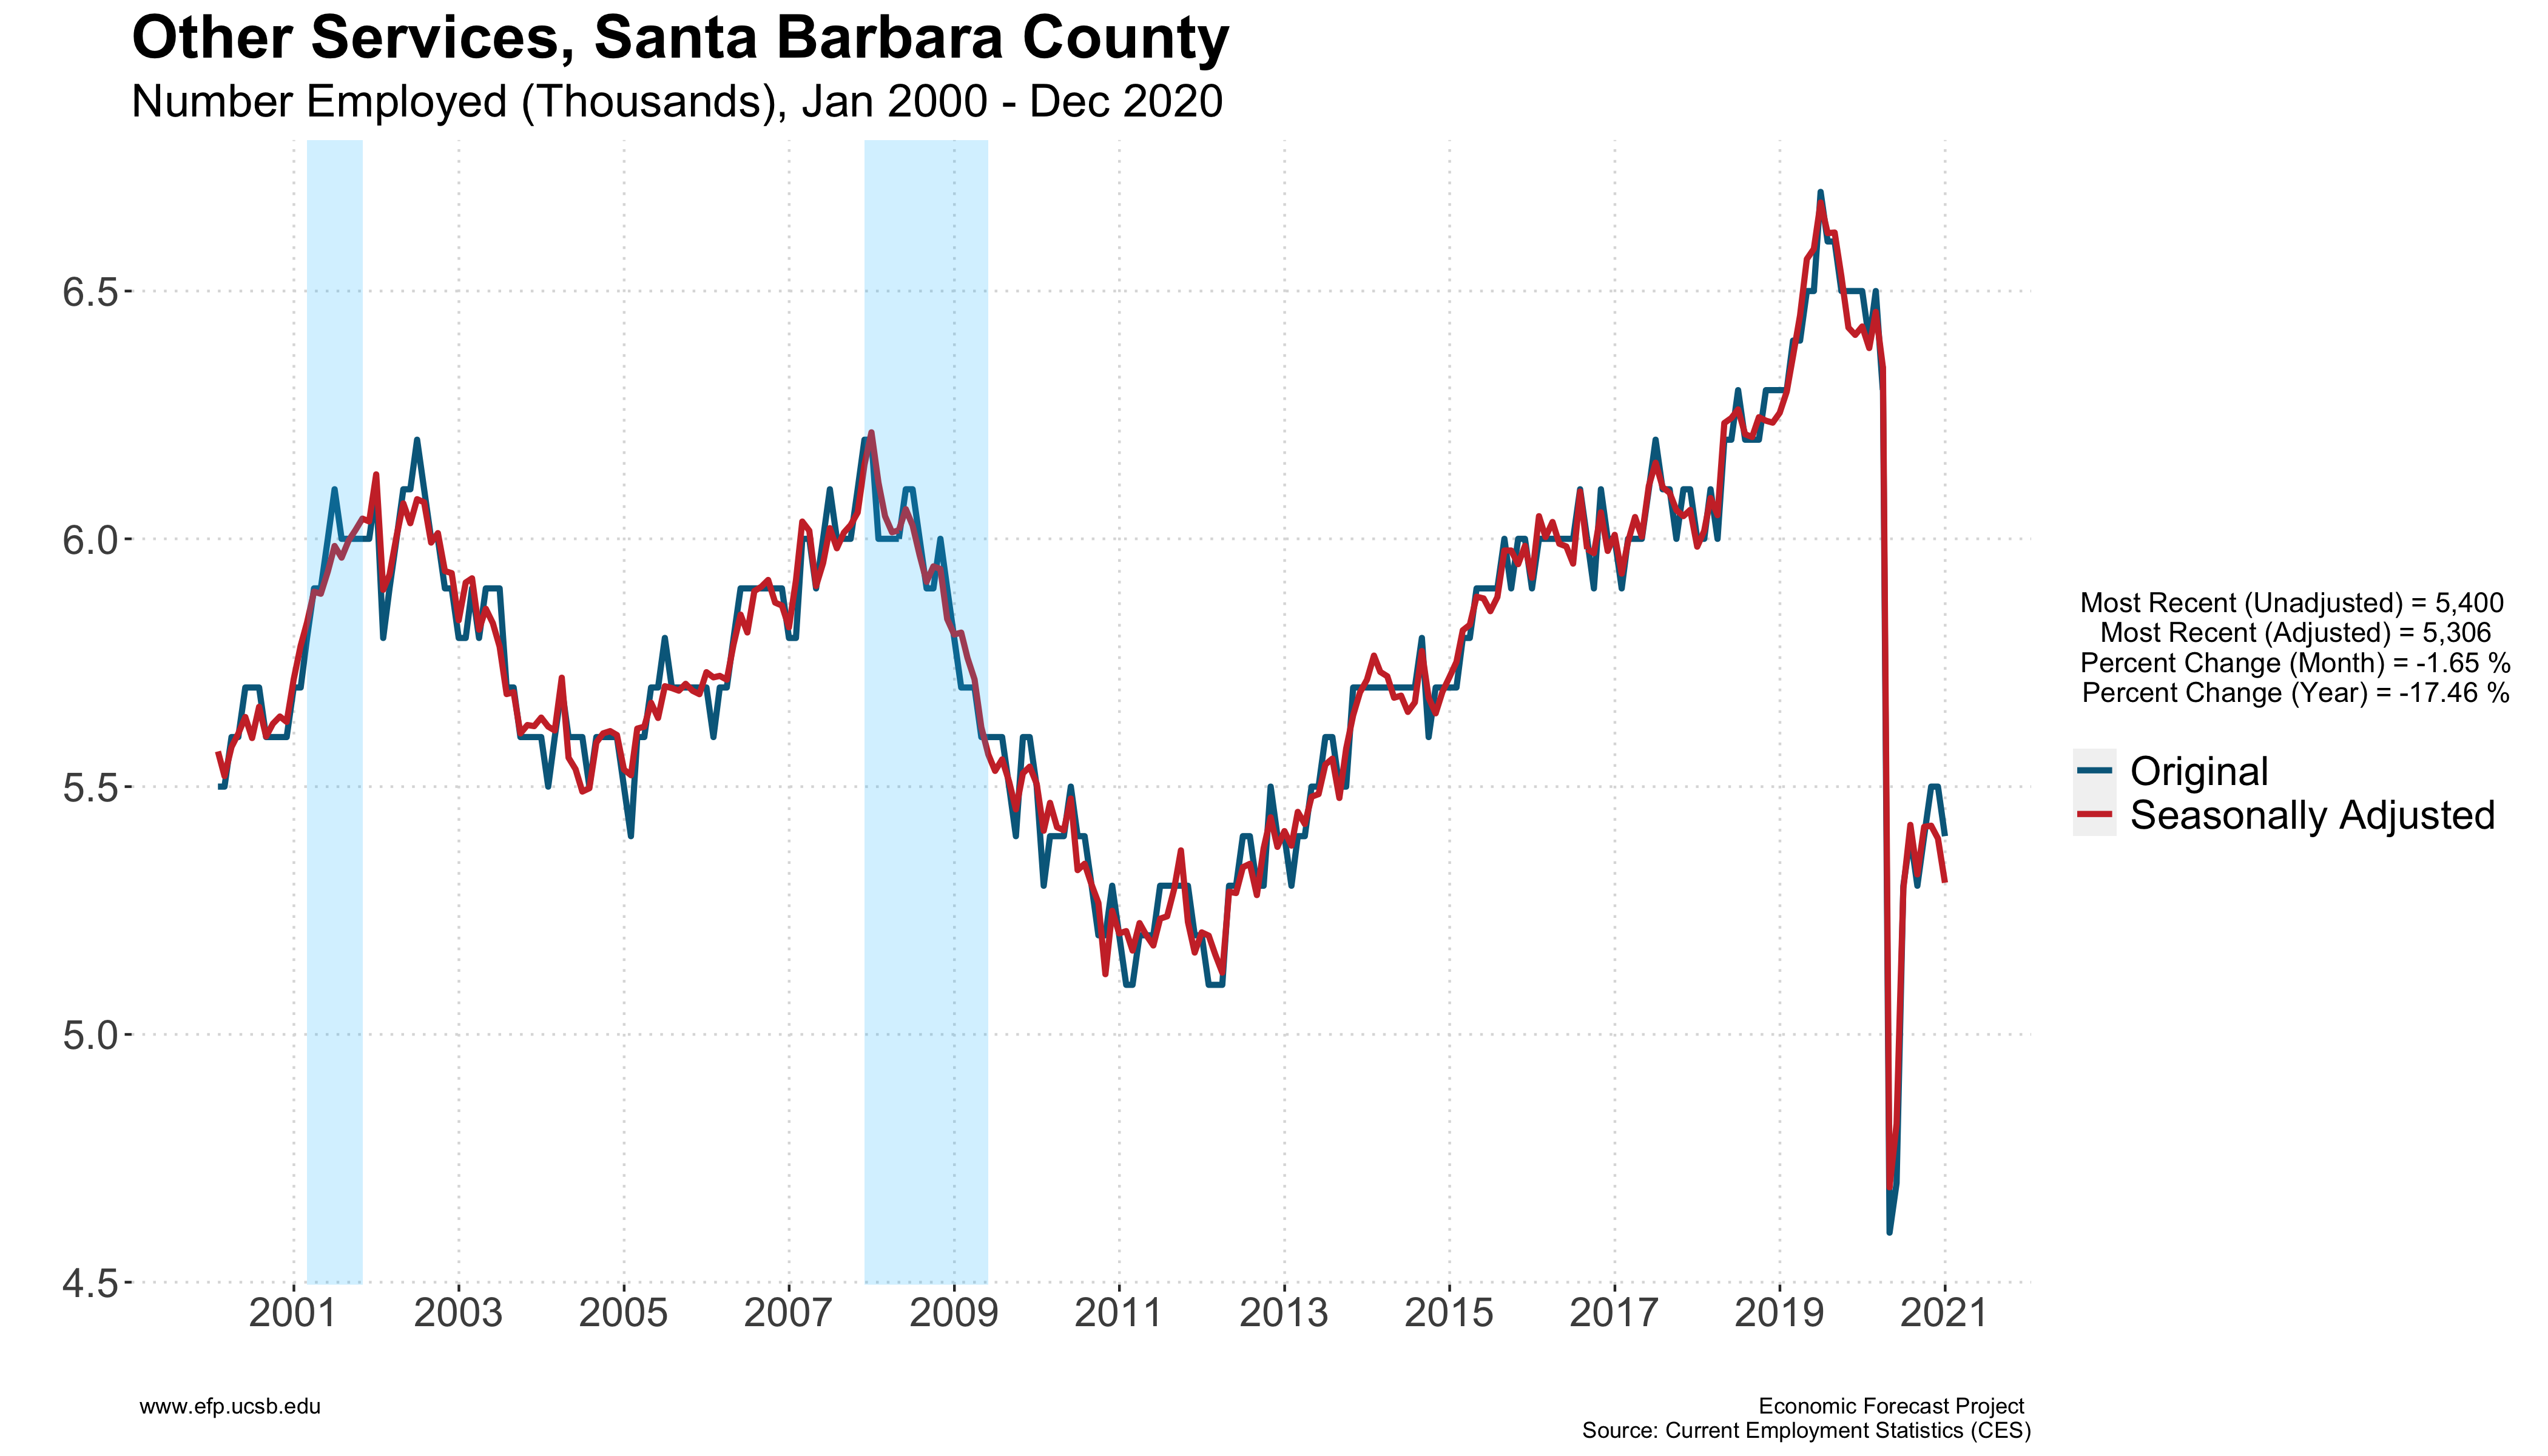 Other Services, Santa Barbara County
Number Employed (Thousands), Jan 2000 - Dec 2020
6.5
6.0
5.5
5.0
4.5
2001 2003 2005 2007 2009 2011 2013 2015 2017 2019 2021
Most Recent (Unadjusted) = 5,400
Most Recent (Adjusted) = 5,306
Percent Change (Month) = -1.65 %
Percent Change (Year) = -17.46 %
Original
Seasonally Adjusted
www.efp.ucsb.edu
Economic Forecast Project
Source: Current Employment Statistics (CES)